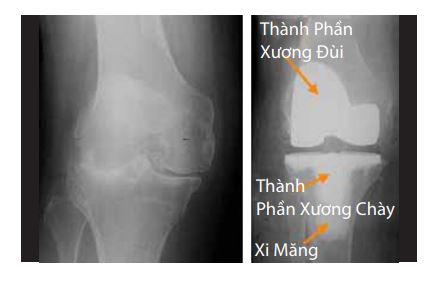 Thành Phần
Xương Đùi
Thành
Phần Xương Chày
Xi Măng